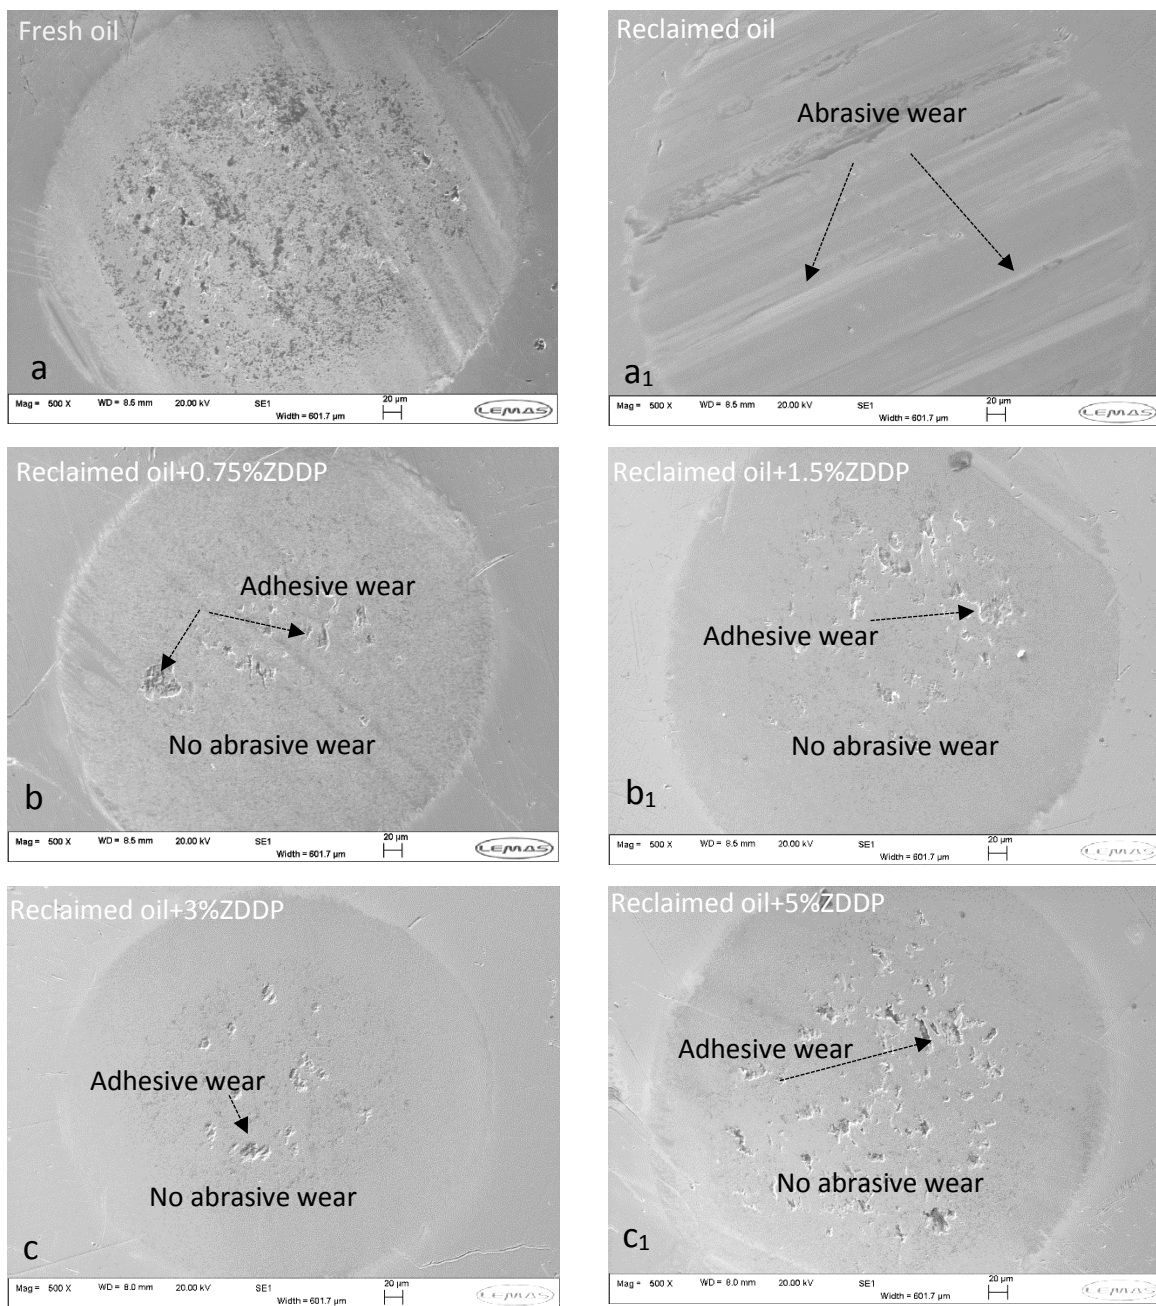 Fresh oil
a
Mag = 500 X WD = 8.5 mm 20.00 kV SE1
Width = 601.7 µm
20 µm
LEMAS
Reclaimed oil
Abrasive wear
a1
Mag = 500 X WD = 8.5 mm 20.00 kV SE1
Width = 601.7 µm
20 µm
LEMAS
Reclaimed oil+0.75%ZDDP
Adhesive wear
No abrasive wear
b
Mag = 500 X WD = 8.5 mm 20.00 kV SE1
Width = 601.7 µm
20 µm
LEMAS
Reclaimed oil+1.5%ZDDP
Adhesive wear
No abrasive wear
b1
Mag = 500 X WD = 8.5 mm 20.00 kV SE1
Width = 601.7 µm
20 µm
LEMAS
Reclaimed oil+3%ZDDP
Adhesive wear
No abrasive wear
c
Mag = 500 X WD = 8.0 mm 20.00 kV SE1
Width = 601.7 µm
20 µm
LEMAS
Reclaimed oil+5%ZDDP
Adhesive wear
No abrasive wear
c1
Mag = 500 X WD = 8.0 mm 20.00 kV SE1
Width = 601.7 µm
20 µm
LEMAS